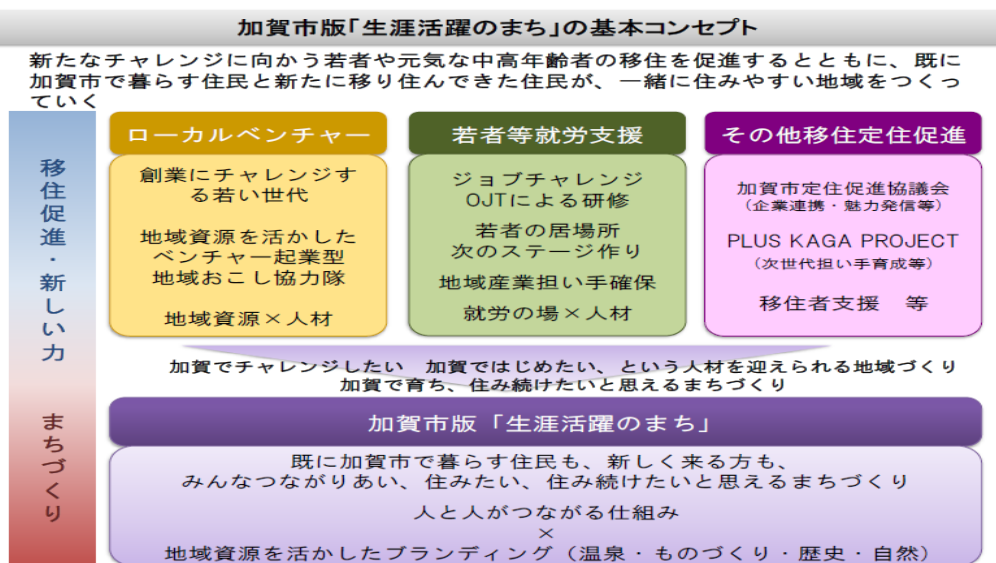 加賀市版「生涯活躍のまち」の基本コンセプト
新たなチャレンジに向かう若者や元気な中高年齢者の移住を促進するとともに、既に
加賀市で暮らす住民と新たに移り住んできた住民が、一緒に住みやすい地域をつくっ
ていく
移住促進・新しい力
まちづくり
ローカルベンチャー
創業にチャレンジす
る若い世代
地域資源を活かした
ベンチャー起業型
地域おこし協力隊
地域資源×人材
若者等就労支援
ジョブチャレンジ
OJTによる研修
若者の居場所
次のステージ作り
地域産業担い手確保
就労の場×人材
その他移住定住促進
加賀市定住促進協議会
（企業連携・魅力発信等）
PLUS KAGA PROJECT
（次世代担い手育成等）
移住者支援　等
加賀でチャレンジしたい　加賀ではじめたい、という人材を迎えられる地域づくり
加賀で育ち、住み続けたいと思えるまちづくり
加賀市版「生涯活躍のまち」
既に加賀市で暮らす住民も、新しく来る方も、
みんなつながりあい、住みたい、住み続けたいと思えるまちづくり
人と人がつながる仕組み
×
地域資源を活かしたブランディング（温泉・ものづくり・歴史・自然）